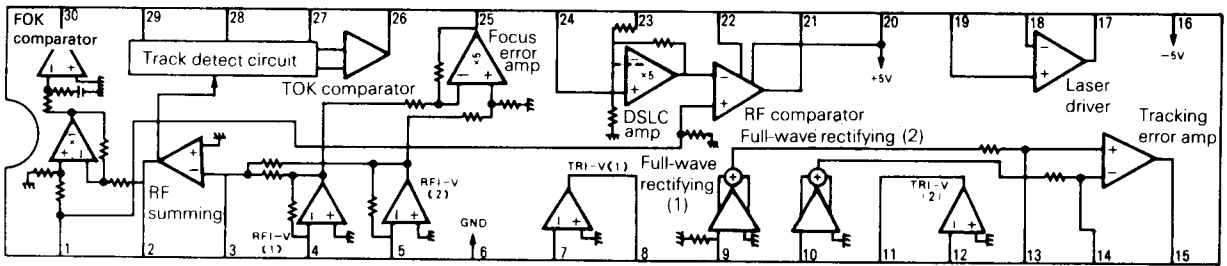 30 29 28 27 26 25 24 23 22 21 20 19 18 17 16
FOK
comparator
Track detect circuit
TOK comparator
Focus
error
amp
×5
×5
DSLC
amp
RF comparator
+5V
Laser
driver
-5V
Tracking
error amp
Full-wave rectifying (2)
Full-wave
rectifying
(1)
RF
summing
RFI-V
(1)
RFI-V
(2)
GND
TRI-V(1)
TRI-V
(2)
1 2 3 4 5 6 7 8 9 10 11 12 13 14 15